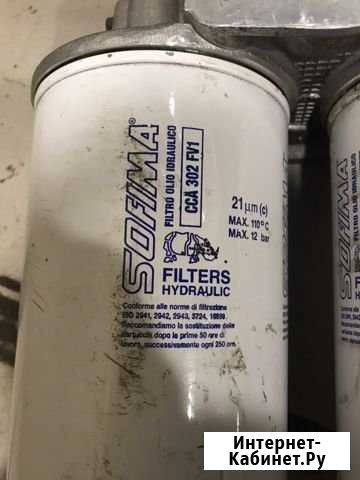 SOFIMA®
FILTRO OLIO IDRAULICO
CCA 302 FV1
21 µm (c)
MAX. 110°C
MAX. 12 bar
FILTERS
HYDRAULIC
Conforme alle norme di filtrazione
ISO 2941, 2942, 2943, 3724, 16889.
Raccomandiamo la sostituzione della
cartuccia dopo le prime 50 ore di
lavoro, successivamente ogni 250 ore.
Интернет-
Кабинет.Ру